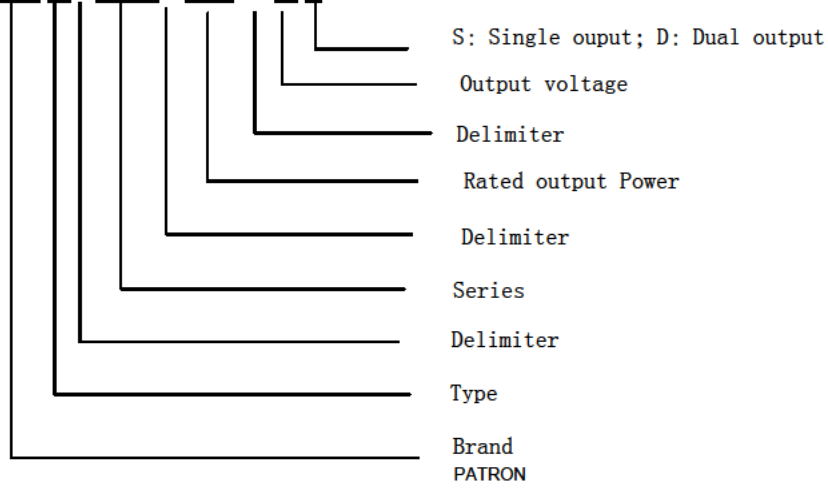 S: Single ouput; D: Dual output
Output voltage
Delimiter
Rated output Power
Delimiter
Series
Delimiter
Type
Brand
PATRON